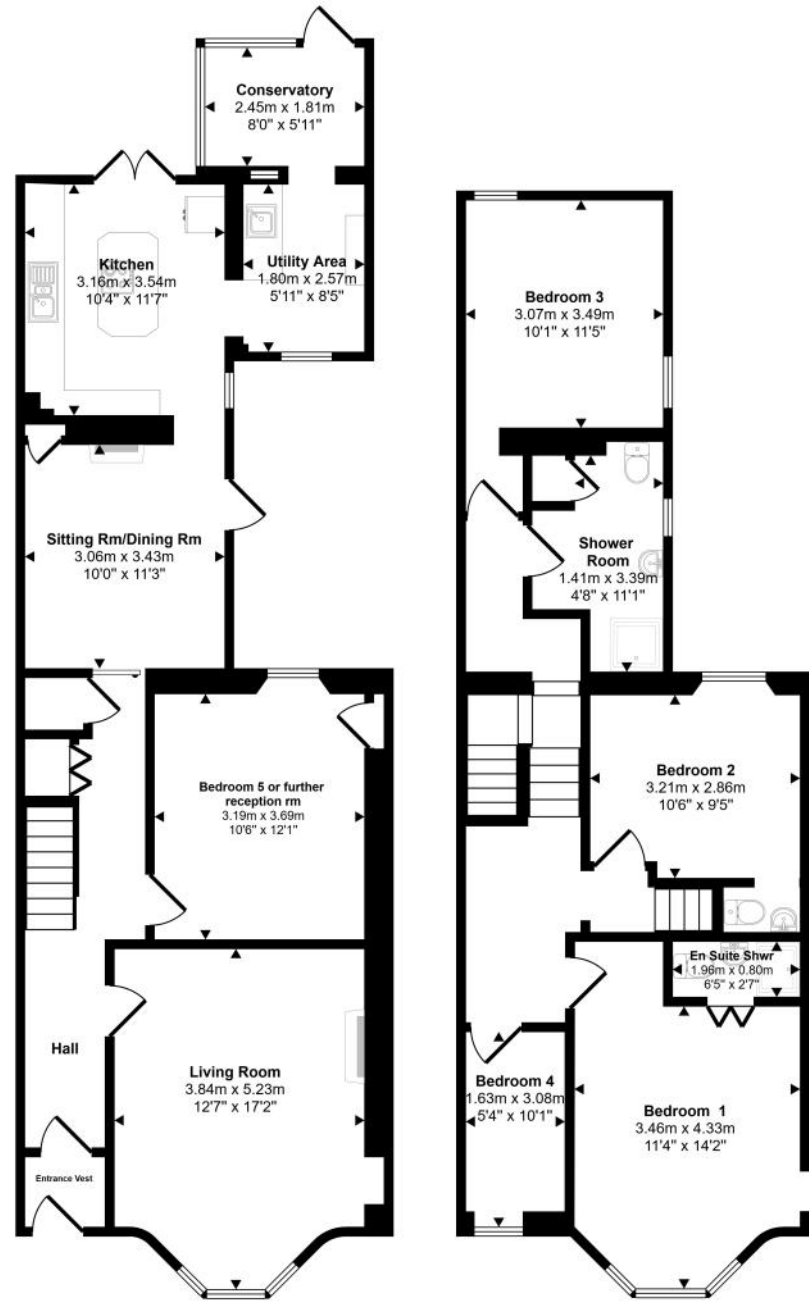 Conservatory
2.45m x 1.81m
8'0" x 5'11"
Kitchen
3.16m x 3.54m
10'4" x 11'7"
Utility Area
1.80m x 2.57m
5'11" x 8'5"
Sitting Rm/Dining Rm
3.06m x 3.43m
10'0" x 11'3"
Bedroom 5 or further
reception rm
3.19m x 3.69m
10'6" x 12'1"
Hall
Living Room
3.84m x 5.23m
12'7" x 17'2"
Entrance Vest
Bedroom 3
3.07m x 3.49m
10'1" x 11'5"
Shower
Room
1.41m x 3.39m
4'8" x 11'1"
Bedroom 2
3.21m x 2.86m
10'6" x 9'5"
En Suite Shwr
1.96m x 0.80m
6'5" x 2'7"
Bedroom 4
1.63m x 3.08m
5'4" x 10'1"
Bedroom 1
3.46m x 4.33m
11'4" x 14'2"